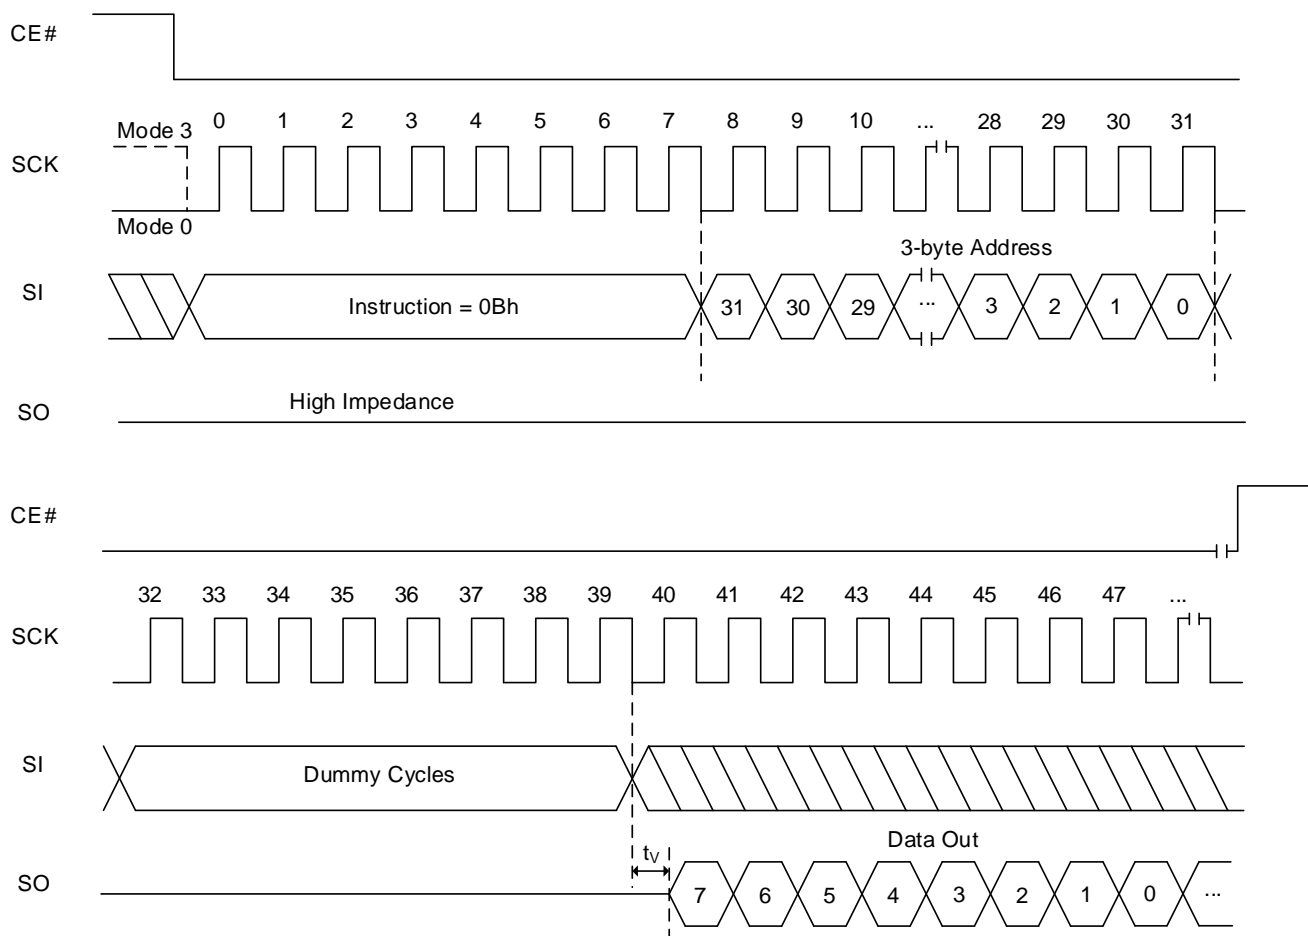 CE#
0 1 2 3 4 5 6 7 8 9 10 ... 28 29 30 31
Mode 3
SCK
Mode 0
3-byte Address
SI
Instruction = 0Bh 31 30 29 ... 3 2 1 0
High Impedance
SO
CE#
32 33 34 35 36 37 38 39 40 41 42 43 44 45 46 47 ...
SCK
SI
Dummy Cycles
Data Out
tV
SO
7 6 5 4 3 2 1 0 ...